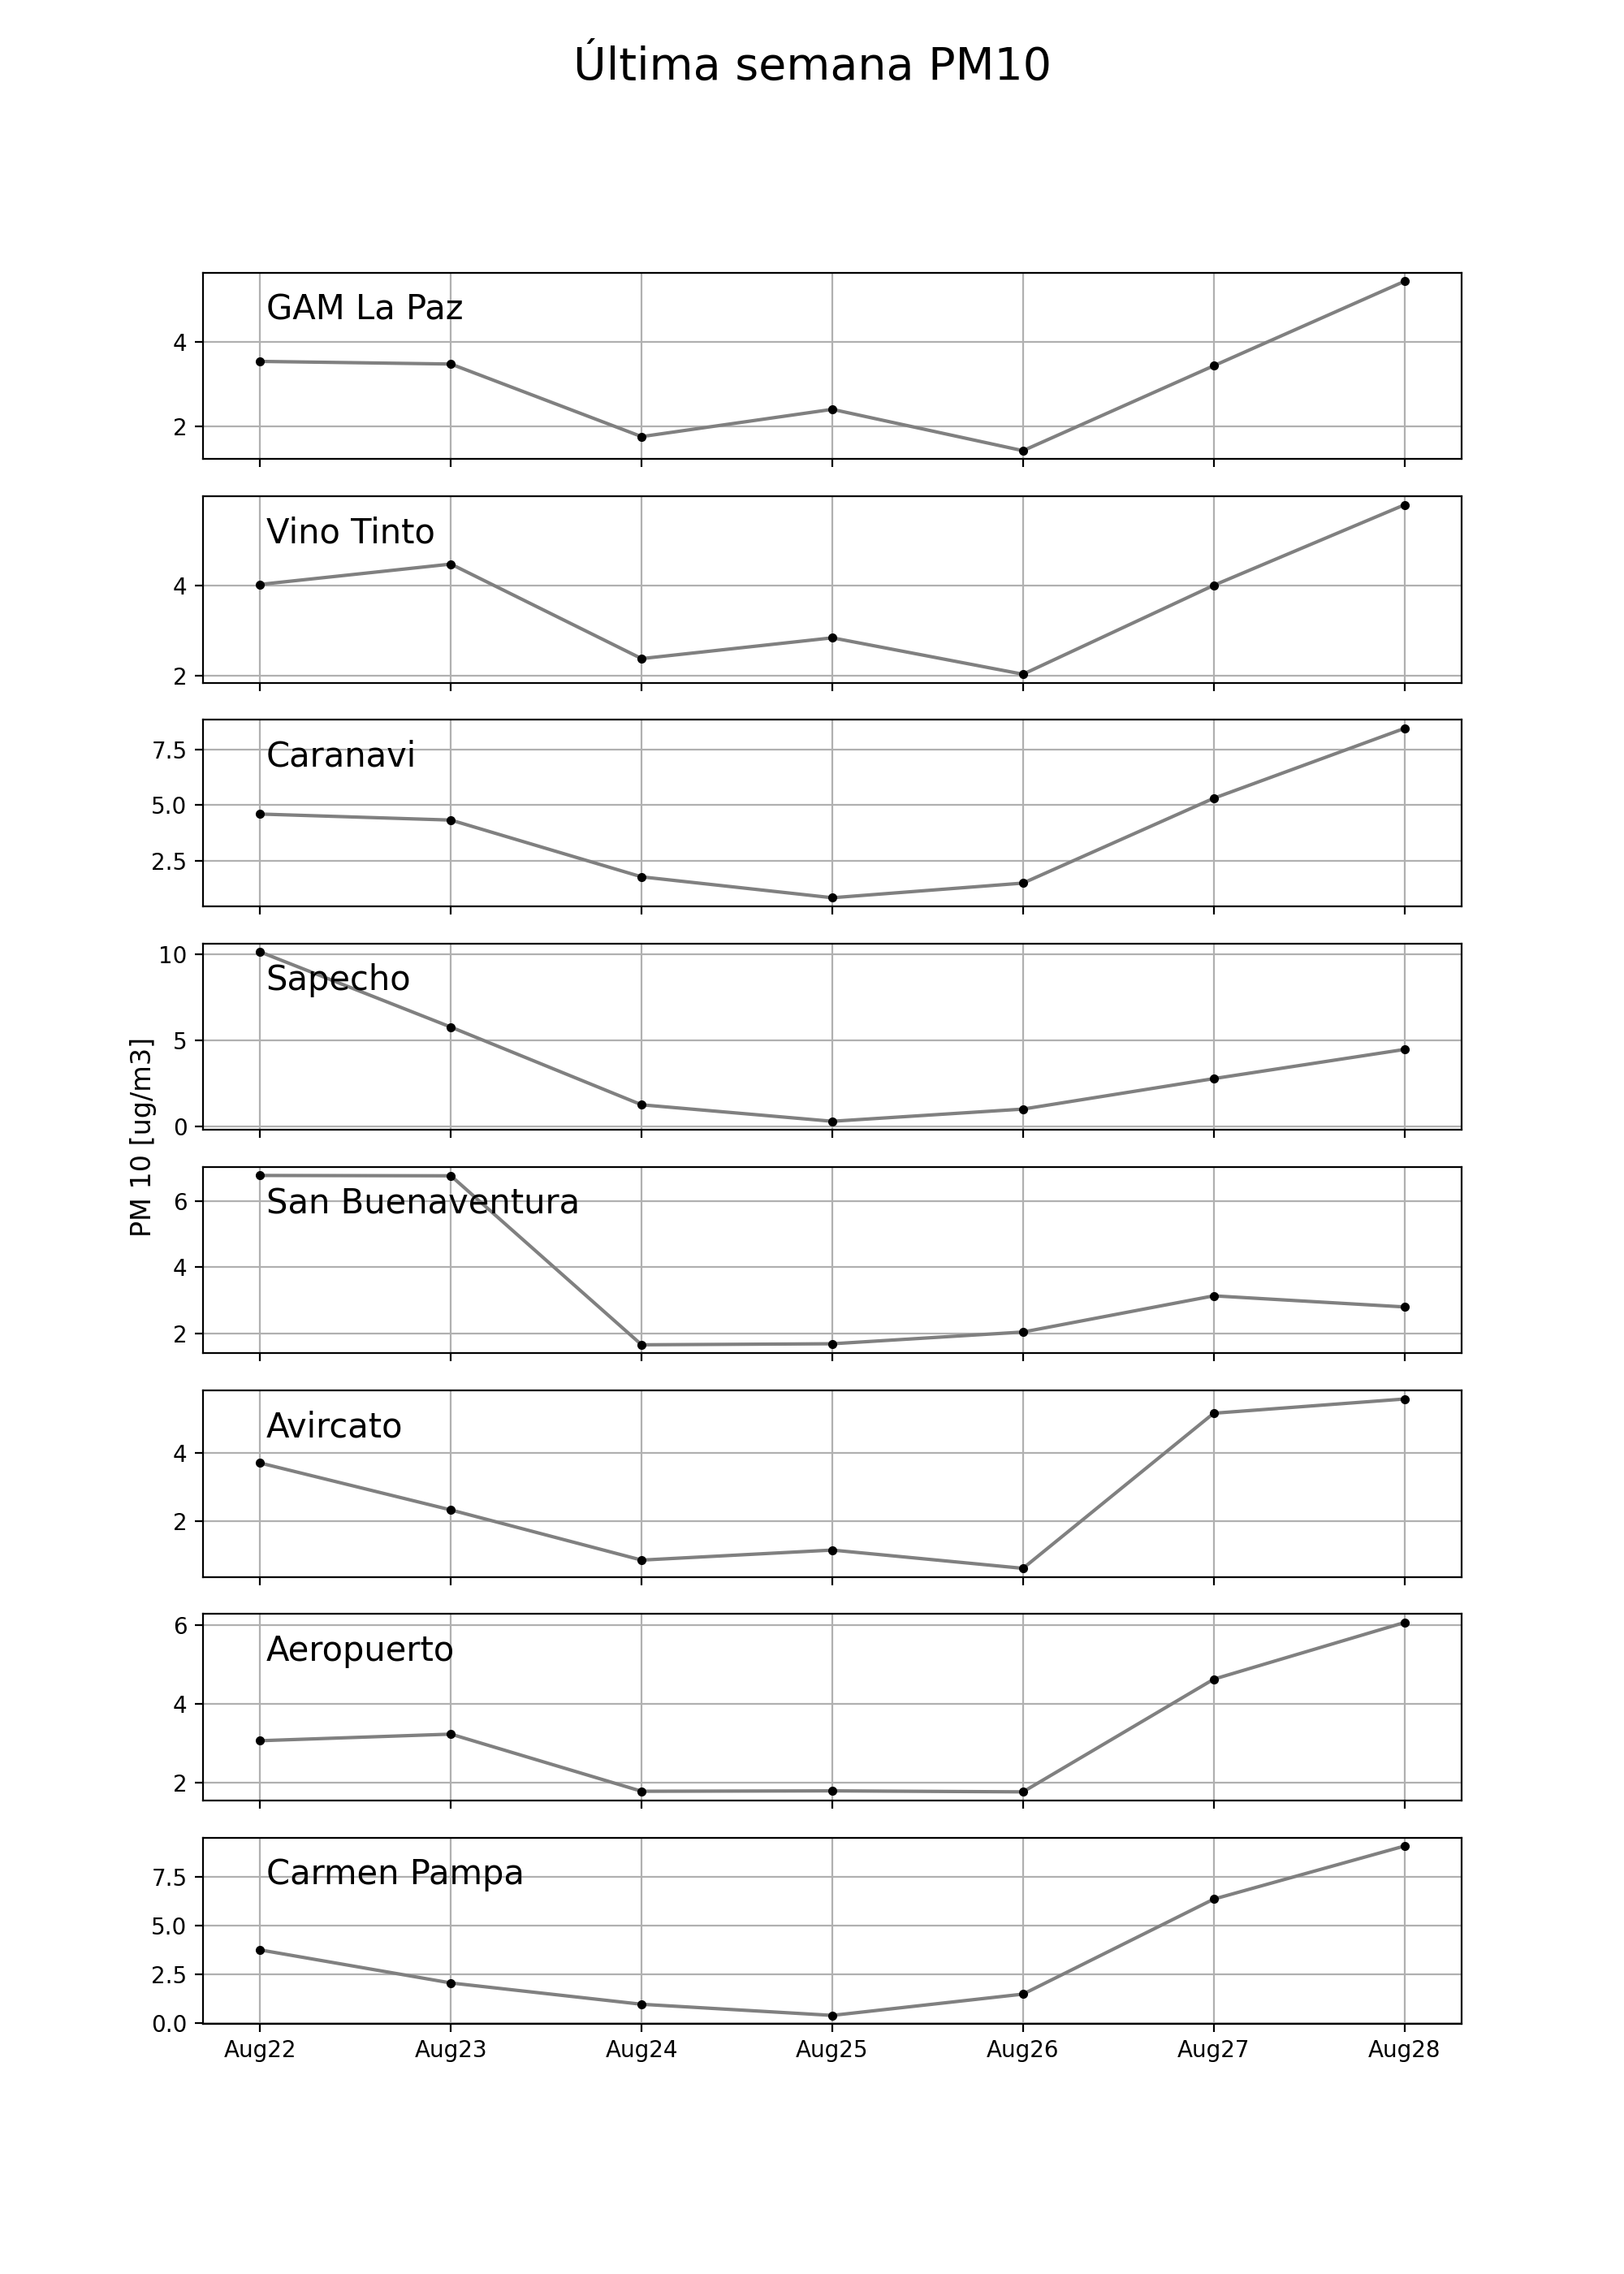 Última semana PM10
GAM La Paz
4
2
Vino Tinto
4
2
Caranavi
7.5
5.0
2.5
Sapecho
10
5
0
PM 10 [ug/m3]
San Buenaventura
6
4
2
Avircato
4
2
Aeropuerto
6
4
2
Carmen Pampa
7.5
5.0
2.5
0.0
Aug22 Aug23 Aug24 Aug25 Aug26 Aug27 Aug28